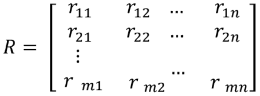 r₁₁ r₁₂ … r₁ₙ
R = r₂₁ r₂₂ … r₂ₙ
⋮ …
r ₘ₁ r ₘ₂ r ₘₙ